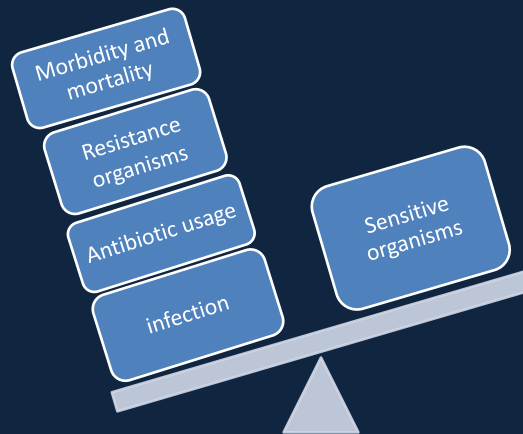 Morbidity and
mortality
Resistance
organisms
Antibiotic usage
infection
Sensitive
organisms